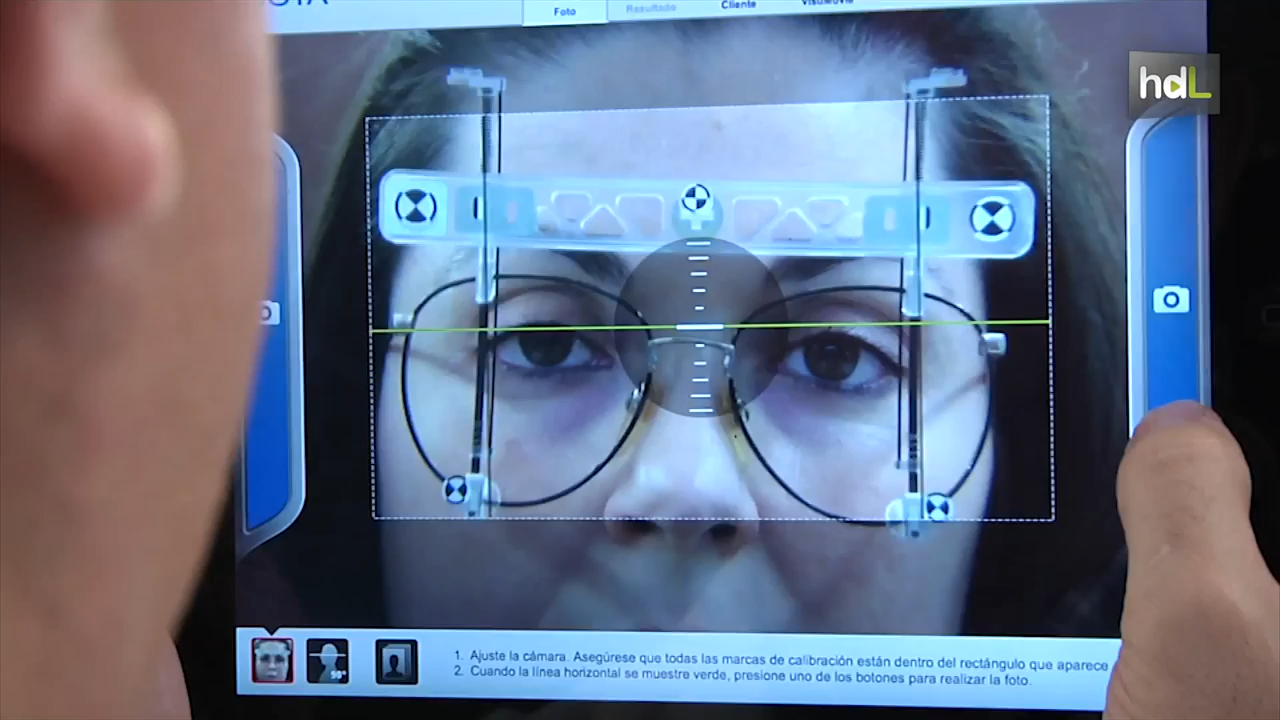 Foto Resultado Cliente
hdL
50°
1. Ajuste la cámara. Asegúrese que todas las marcas de calibración están dentro del rectángulo que aparece
2. Cuando la línea horizontal se muestre verde, presione uno de los botones para realizar la foto.